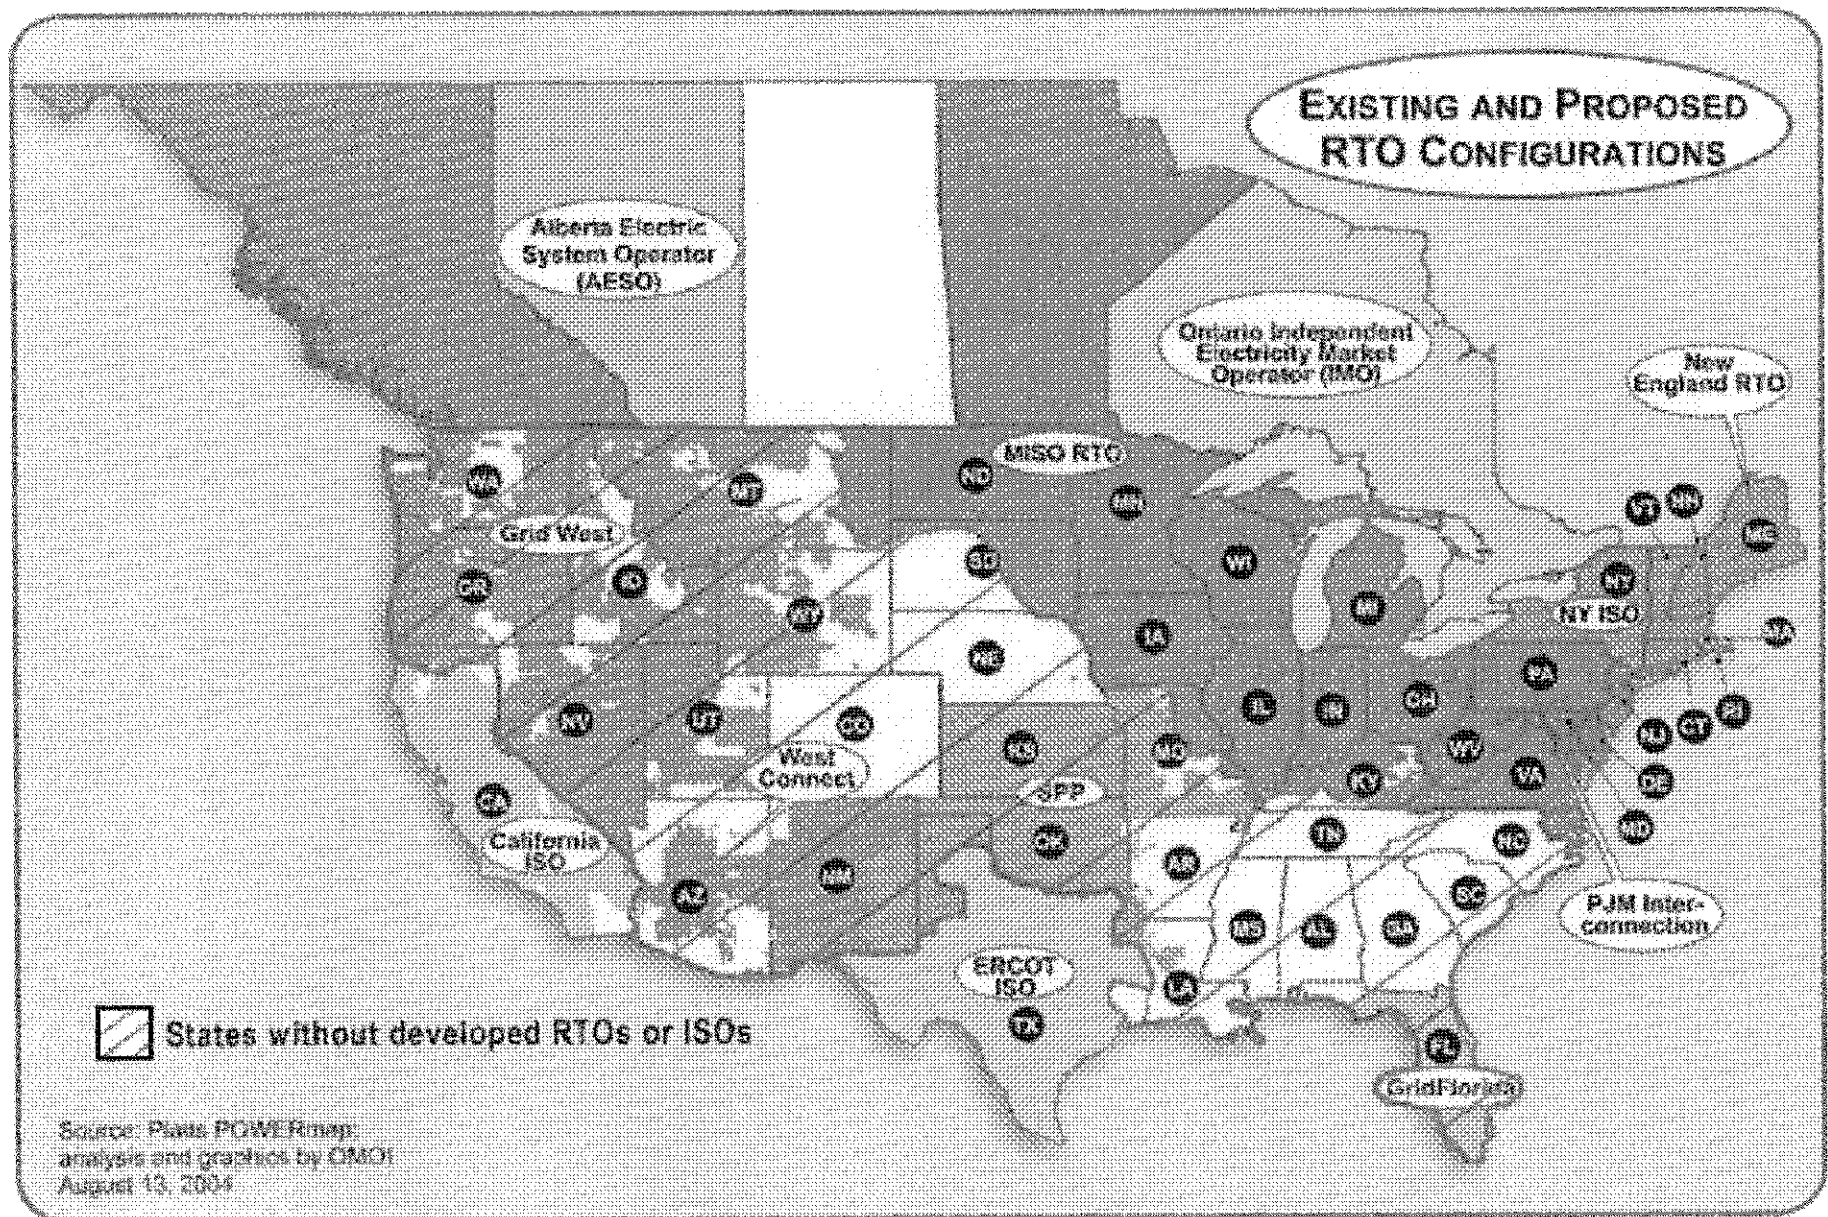 EXISTING AND PROPOSED
RTO CONFIGURATIONS
Alberta Electric
System Operator
(AESO)
Ontario Independent
Electricity Market
Operator (IMO)
New
England RTO
MISO RTO
WA
MT
ND
MN
VT
NH
ME
Grid West
OR
ID
WY
SD
WI
MI
NY
NY ISO
MA
IA
NE
PA
NV
UT
CO
IL
IN
OH
RI
CT
NJ
KS
MO
WV
KY
VA
DE
West
Connect
SPP
CA
MD
California
ISO
OK
TN
NC
AR
AZ
NM
SC
PJM Inter-
connection
MS
AL
GA
ERCOT
ISO
LA
TX
FL
GridFlorida
States without developed RTOs or ISOs
Source: Platts POWERmap;
analysis and graphics by OMOI
August 13, 2004